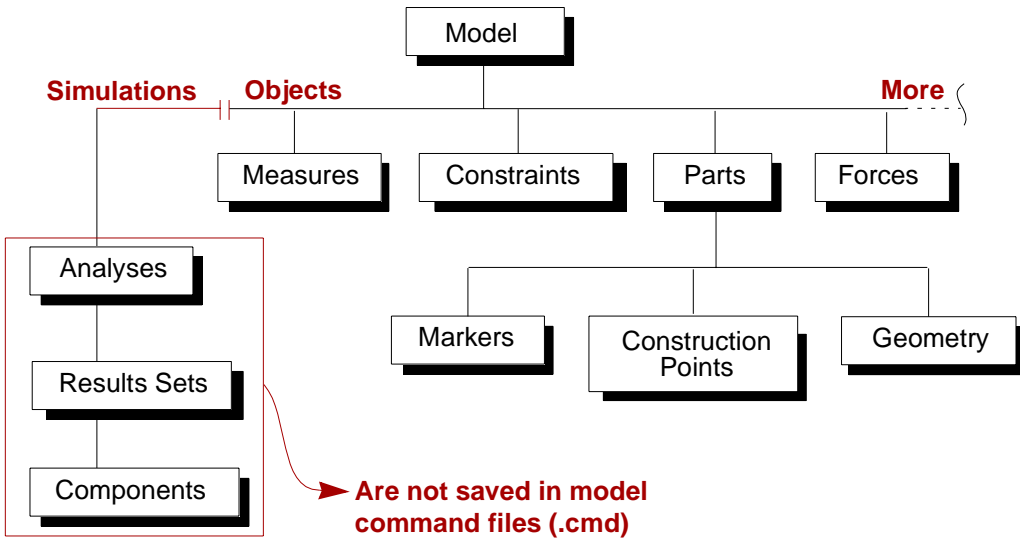 Model
Simulations
Objects
More
Measures
Constraints
Parts
Forces
Analyses
Markers
Construction
Points
Geometry
Results Sets
Components
Are not saved in model
command files (.cmd)